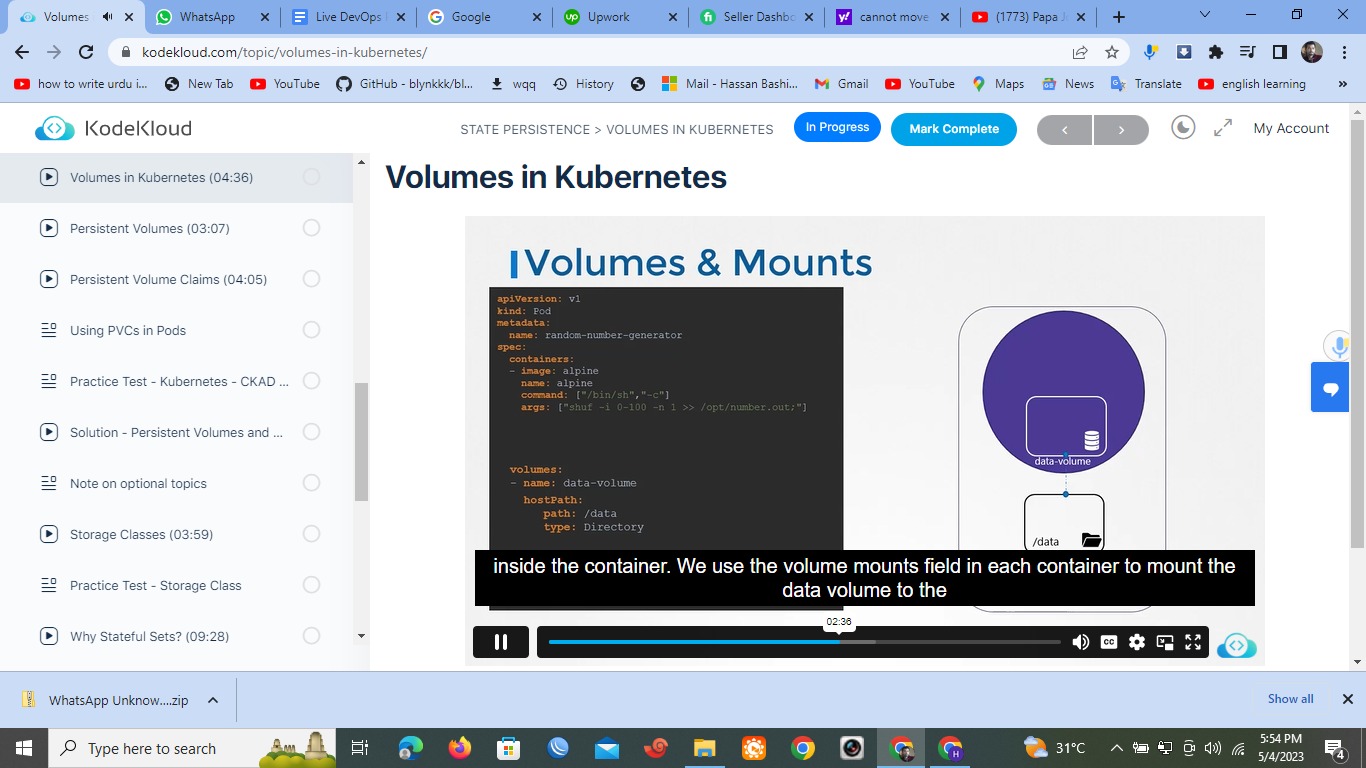 Volumes
WhatsApp
Live DevOps
Google
Upwork
Seller Dashbo
cannot move
(1773) Papa J
kodekloud.com/topic/volumes-in-kubernetes/
how to write urdu i...
New Tab
YouTube
GitHub - blynkkk/bl...
wqq
History
Mail - Hassan Bashi...
Gmail
YouTube
Maps
News
Translate
english learning
»
KodeKloud
STATE PERSISTENCE > VOLUMES IN KUBERNETES
In Progress
Mark Complete
<
>
My Account
Volumes in Kubernetes (04:36)
Persistent Volumes (03:07)
Persistent Volume Claims (04:05)
Using PVCs in Pods
Practice Test - Kubernetes - CKAD ...
Solution - Persistent Volumes and ...
Note on optional topics
Storage Classes (03:59)
Practice Test - Storage Class
Why Stateful Sets? (09:28)
Volumes in Kubernetes
Volumes & Mounts
apiVersion: v1
kind: Pod
metadata:
name: random-number-generator
spec:
containers:
- image: alpine
name: alpine
command: ["/bin/sh","-c"]
args: ["shuf -i 0-100 -n 1 >> /opt/number.out;"]
volumes:
- name: data-volume
hostPath:
path: /data
type: Directory
data-volume
/data
inside the container. We use the volume mounts field in each container to mount the
data volume to the
02:36
CC
WhatsApp Unknow....zip
Show all
Type here to search
31°C
5:54 PM
5/4/2023
4